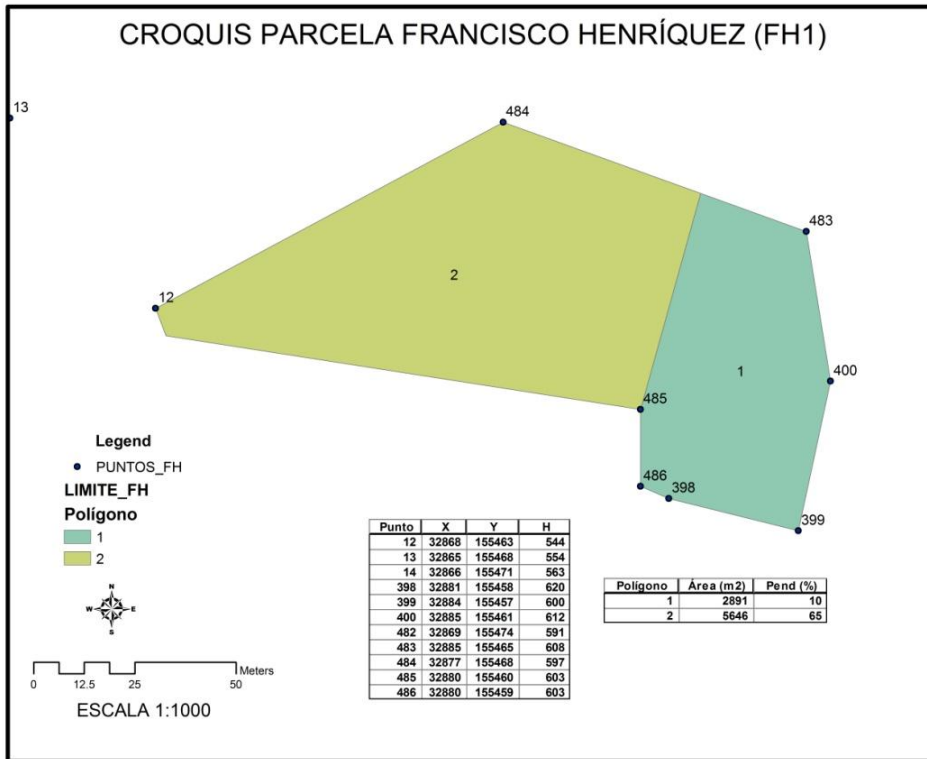 CROQUIS PARCELA FRANCISCO HENRÍQUEZ (FH1)
13
484
483
12
2
1
400
485
486
398
399
Legend
PUNTOS_FH
LIMITE_FH
Polígono
1
2
N
W E
S
Meters
0 12.5 25 50
ESCALA 1:1000
Punto X Y H
12 32868 155463 544
13 32865 155468 554
14 32866 155471 563
398 32881 155458 620
399 32884 155457 600
400 32885 155461 612
482 32869 155474 591
483 32885 155465 608
484 32877 155468 597
485 32880 155460 603
486 32880 155459 603
Polígono Área (m2) Pend (%)
1 2891 10
2 5646 65